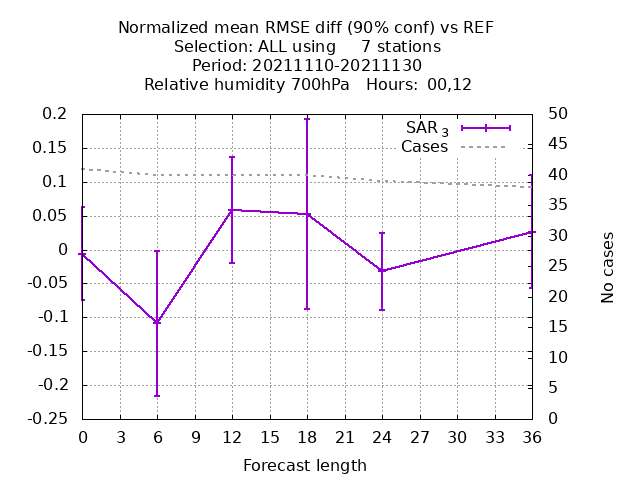 Normalized mean RMSE diff (90% conf) vs REF
Selection: ALL using     7 stations
Period: 20211110-20211130
Relative humidity 700hPa   Hours:  00,12
0.2
0.15
0.1
0.05
0
-0.05
-0.1
-0.15
-0.2
-0.25
SAR 3
Cases
50
45
40
35
30
25
20
15
10
5
0
No cases
0 3 6 9 12 15 18 21 24 27 30 33 36
Forecast length